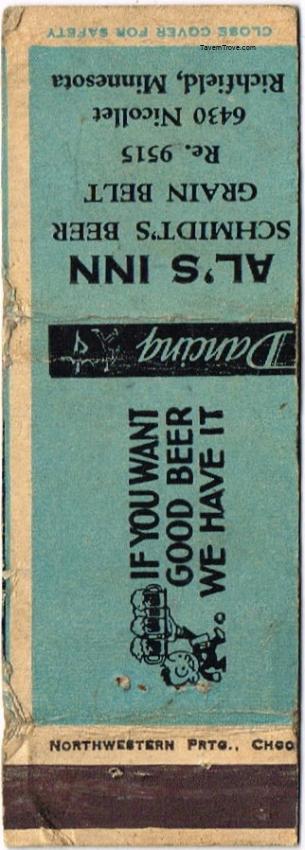 TavernTrove.com
CLOSE COVER FOR SAFETY
AL'S INN
SCHMIDT'S BEER
GRAIN BELT
Re. 9515
6430 Nicollet
Richfield, Minnesota
Dancing
IF YOU WANT
GOOD BEER
WE HAVE IT
NORTHWESTERN PRTG., CHGO